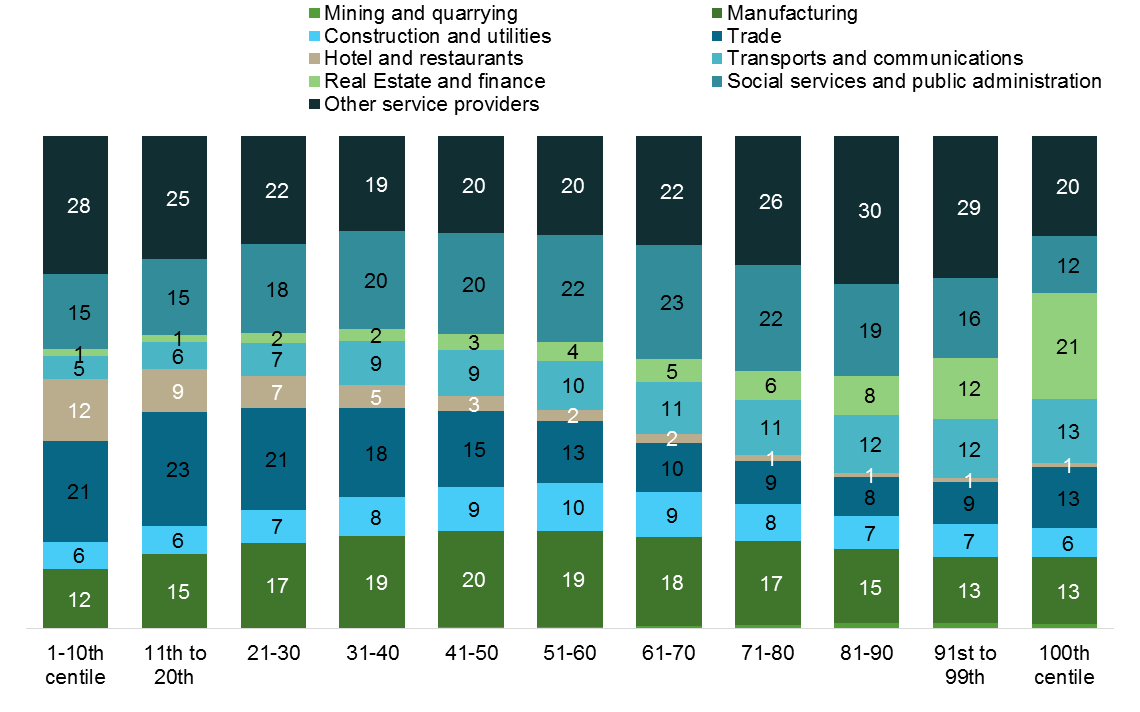 Mining and quarrying
Manufacturing
Construction and utilities
Trade
Hotel and restaurants
Transports and communications
Real Estate and finance
Social services and public administration
Other service providers
28 25 22 19 20 20 22 26 30 29 20
15 15 18 20 20 22 23 22 19 16 12
1 1 2 2 3 4 5 6 8 12 21
5 6 7 9 9 10 11 11 12 12 13
12 9 7 5 3 2 2 1 1 1 1
21 23 21 18 15 13 10 9 8 9 13
6 6 7 8 9 10 9 8 7 7 6
12 15 17 19 20 19 18 17 15 13 13
1-10th centile
11th to 20th
21-30
31-40
41-50
51-60
61-70
71-80
81-90
91st to 99th
100th centile